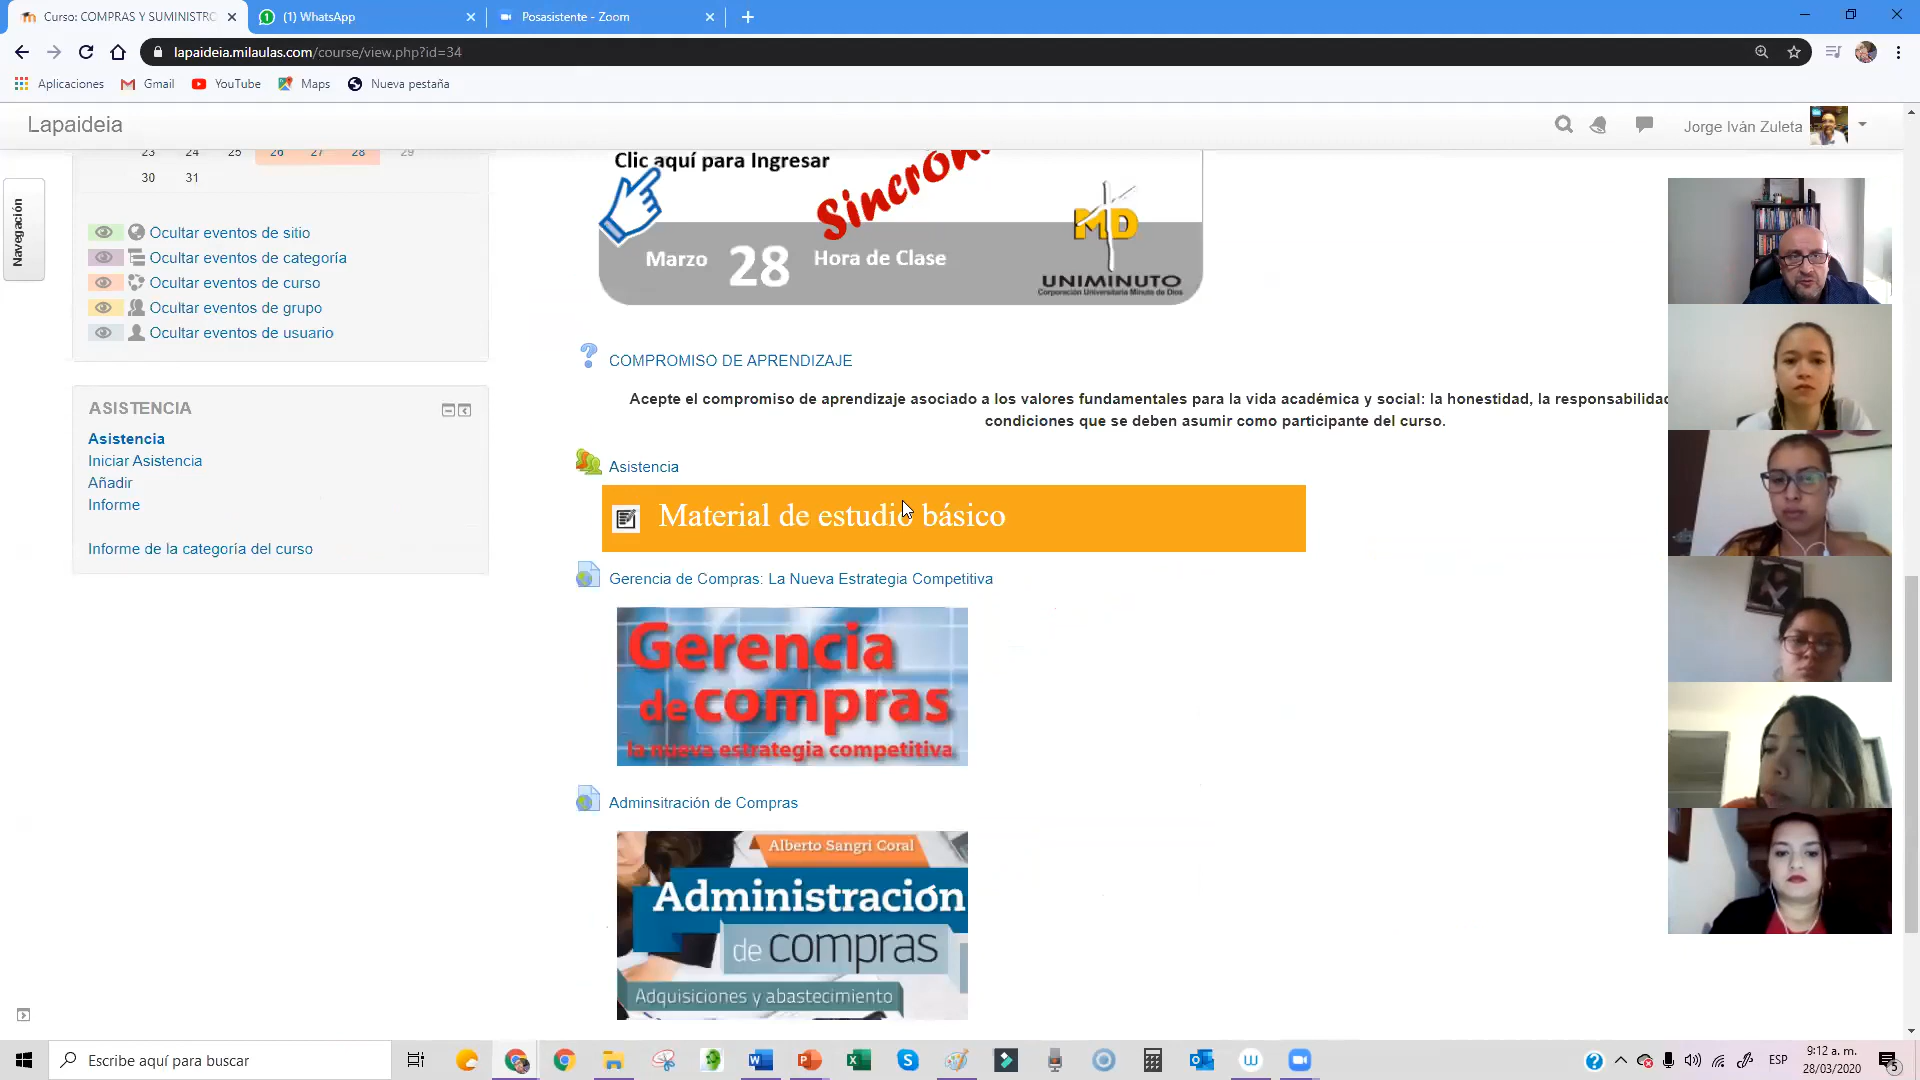 Curso: COMPRAS Y SUMINISTRO
(1) WhatsApp
Posasistente - Zoom
lapaideia.milaulas.com/course/view.php?id=34
Aplicaciones
Gmail
YouTube
Maps
Nueva pestaña
Lapaideia
Jorge Iván Zuleta
Navegación
23 24 25 26 27 28 29
30 31
Ocultar eventos de sitio
Ocultar eventos de categoría
Ocultar eventos de curso
Ocultar eventos de grupo
Ocultar eventos de usuario
ASISTENCIA
Asistencia
Iniciar Asistencia
Añadir
Informe
Informe de la categoría del curso
Clic aquí para Ingresar
Marzo 28 Hora de Clase
MD
UNIMINUTO
Corporación Universitaria Minuto de Dios
COMPROMISO DE APRENDIZAJE
Acepte el compromiso de aprendizaje asociado a los valores fundamentales para la vida académica y social: la honestidad, la
condiciones que se deben asumir como participante del curso.
Asistencia
Material de estudio básico
Gerencia de Compras: La Nueva Estrategia Competitiva
Gerencia
de compras
la nueva estrategia competitiva
Adminsitración de Compras
Alberto Sangri Coral
Administración
de compras
Adquisiciones y abastecimiento
Escribe aquí para buscar
ESP
9:12 a. m.
28/03/2020
5